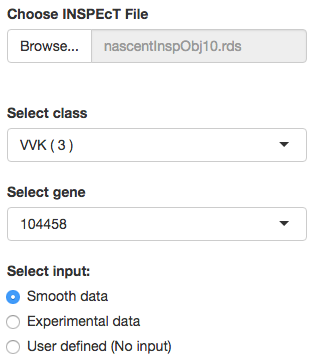 Choose INSPEcT File
Browse... nascentInspObj10.rds
Select class
VVK ( 3 )
Select gene
104458
Select input:
Smooth data
Experimental data
User defined (No input)